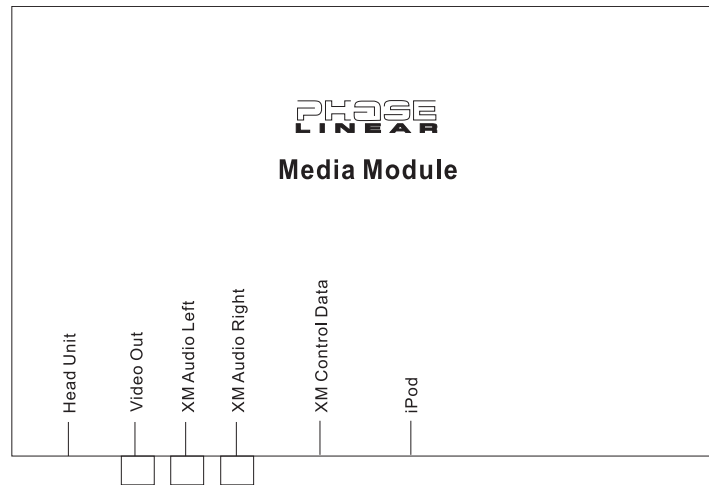 PHASE
LINEAR
Media Module
Head Unit
Video Out
XM Audio Left
XM Audio Right
XM Control Data
iPod